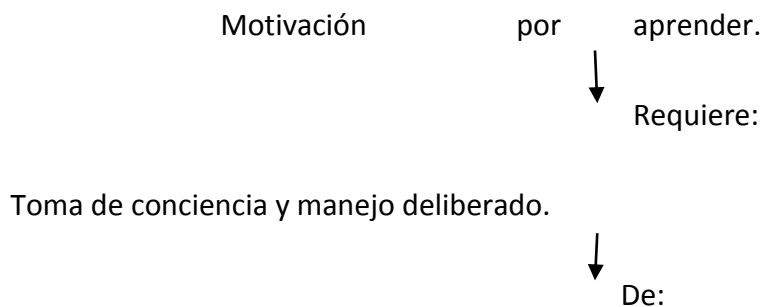 Motivación por aprender.
Requiere:
Toma de conciencia y manejo deliberado.
De: